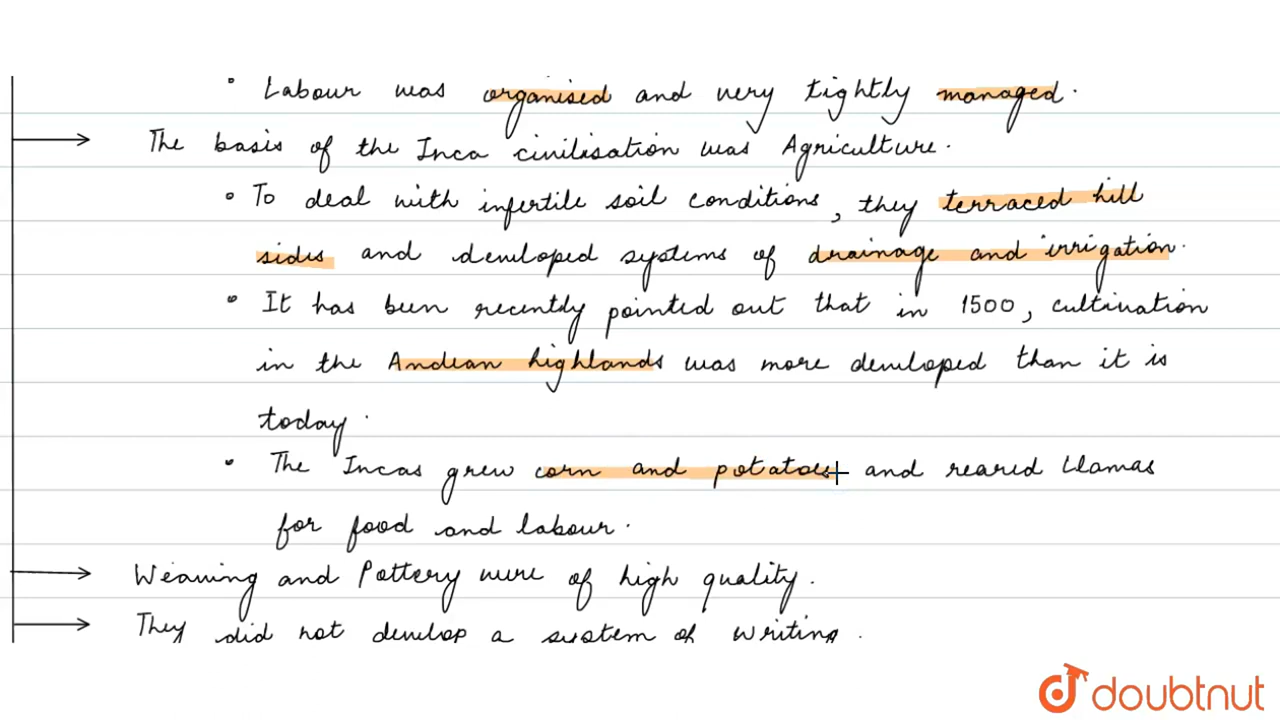 • Labour was organised and very tightly managed.
→ The basis of the Inca civilisation was Agriculture.
• To deal with infertile soil conditions, they terraced hill
sides and developed systems of drainage and irrigation.
• It has been recently pointed out that in 1500, cultivation
in the Andean highlands was more developed than it is
today.
• The Incas grew corn and potatoes and reared Llamas
for food and labour.
→ Weaving and Pottery were of high quality.
→ They did not develop a system of writing.
doubtnut